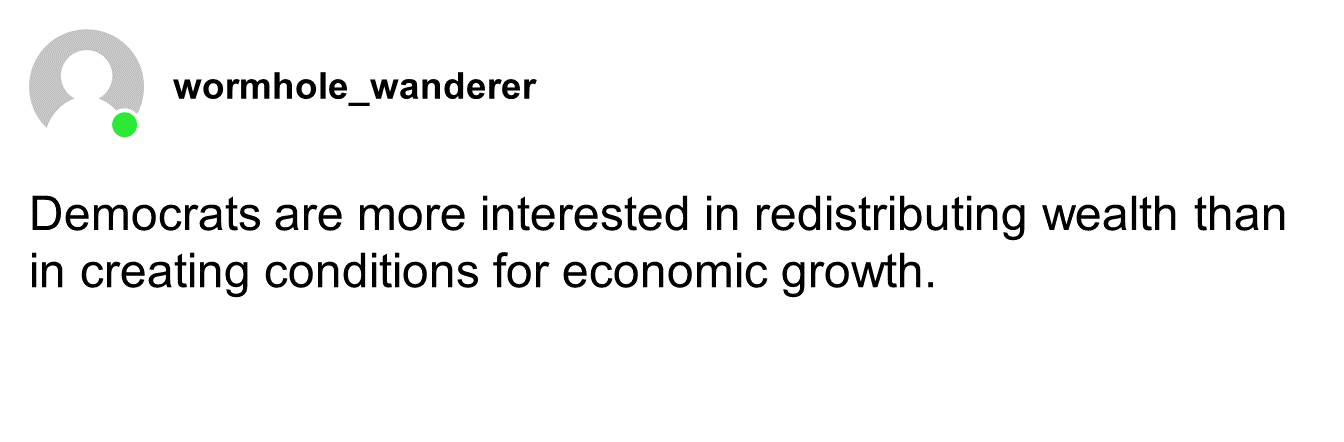 wormhole_wanderer
Democrats are more interested in redistributing wealth than
in creating conditions for economic growth.